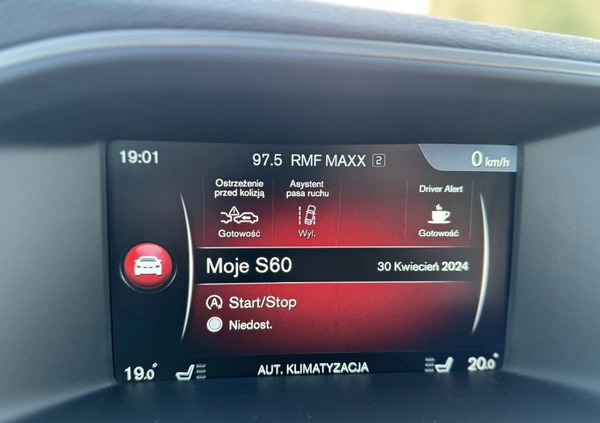 19:01
97.5 RMF MAXX 2
0 km/h
Ostrzeżenie
przed kolizją
Gotowość
Asystent
pasa ruchu
Wył.
Driver Alert
Gotowość
Moje S60
30 Kwiecień 2024
A Start/Stop
Niedost.
19.0°
AUT. KLIMATYZACJA
20.0°